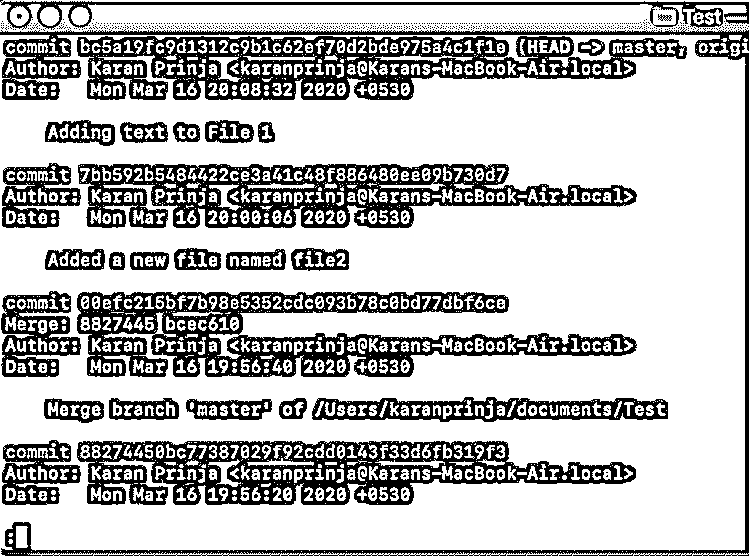 Test
commit bc5a19fc9d1312c9b1c62ef70d2bde975a4c1f1e (HEAD -> master, origi
Author: Karan Prinja <karanprinja@Karans-MacBook-Air.local>
Date:   Mon Mar 16 20:08:32 2020 +0530
Adding text to File 1
commit 7bb592b5484422ce3a41c48f886480ee09b730d7
Author: Karan Prinja <karanprinja@Karans-MacBook-Air.local>
Date:   Mon Mar 16 20:00:06 2020 +0530
Added a new file named file2
commit 00efc215bf7b98e5352cdc093b78c0bd77dbf6ce
Merge: 8827445 bcec610
Author: Karan Prinja <karanprinja@Karans-MacBook-Air.local>
Date:   Mon Mar 16 19:56:40 2020 +0530
Merge branch 'master' of /Users/karanprinja/documents/Test
commit 88274450bc77387029f92cdd0143f33d6fb319f3
Author: Karan Prinja <karanprinja@Karans-MacBook-Air.local>
Date:   Mon Mar 16 19:56:20 2020 +0530
: